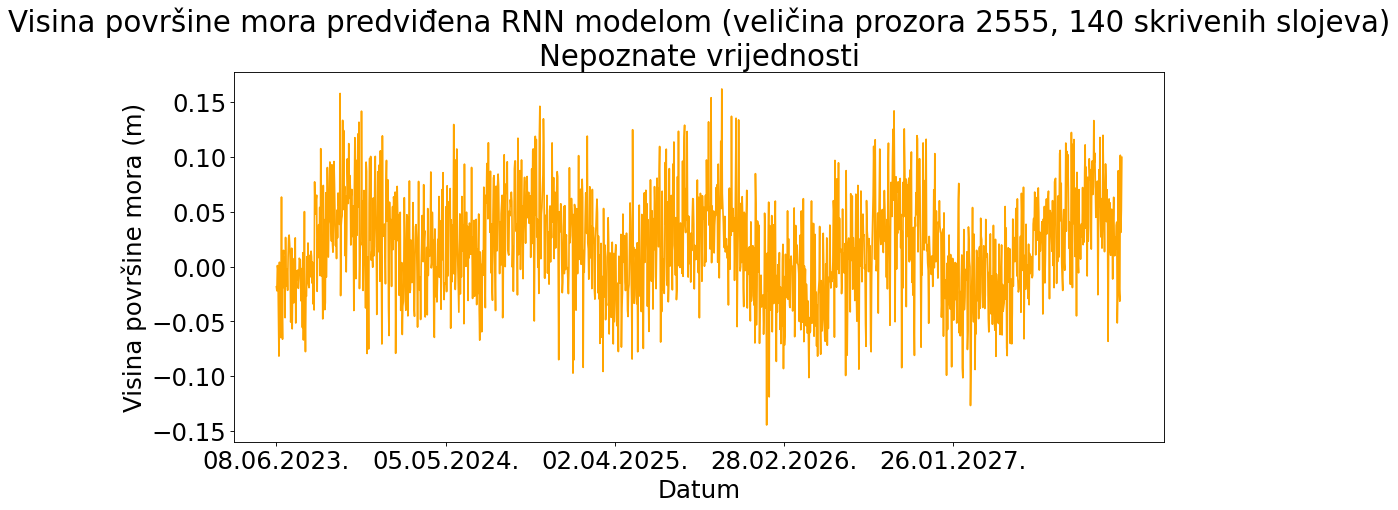 Visina površine mora predviđena RNN modelom (veličina prozora 2555, 140 skrivenih slojeva)
Nepoznate vrijednosti
Visina površine mora (m)
0.15
0.10
0.05
0.00
−0.05
−0.10
−0.15
08.06.2023. 05.05.2024. 02.04.2025. 28.02.2026. 26.01.2027.
Datum